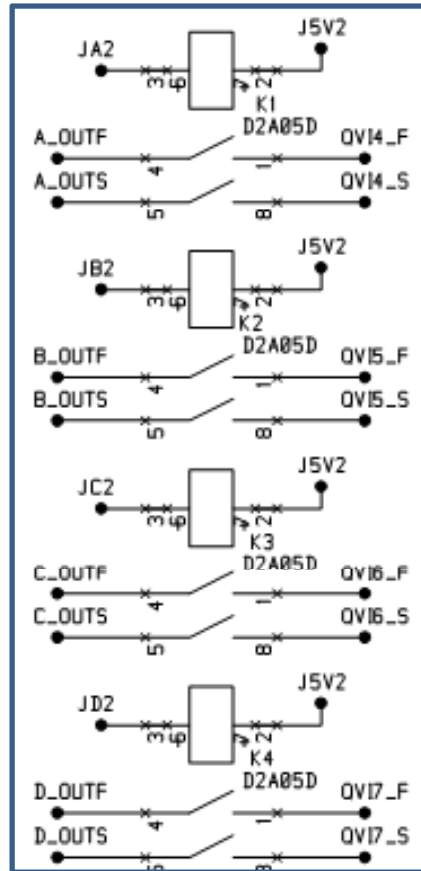 JA2 J5V2
3 6 7 2
K1
D2A05D
A_OUTF QVI4_F
4 1
A_OUTS QVI4_S
5 8
JB2 J5V2
3 6 7 2
K2
D2A05D
B_OUTF QVI5_F
4 1
B_OUTS QVI5_S
5 8
JC2 J5V2
3 6 7 2
K3
D2A05D
C_OUTF QVI6_F
4 1
C_OUTS QVI6_S
5 8
JD2 J5V2
3 6 7 2
K4
D2A05D
D_OUTF QVI7_F
4 1
D_OUTS QVI7_S